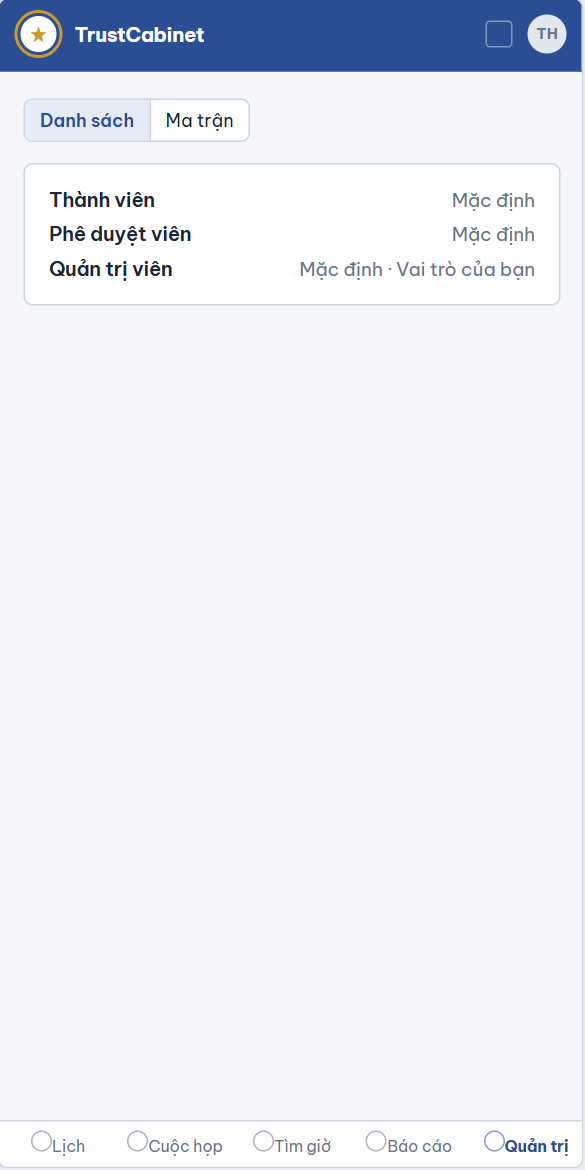 TrustCabinet
TH
Danh sách Ma trận
Thành viên Mặc định
Phê duyệt viên Mặc định
Quản trị viên Mặc định · Vai trò của bạn
Lịch Cuộc họp Tìm giờ Báo cáo Quản trị